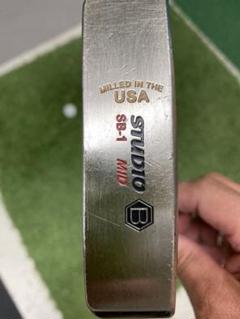 MILLED IN THE
USA
STUDIO
SB-1 MID
B